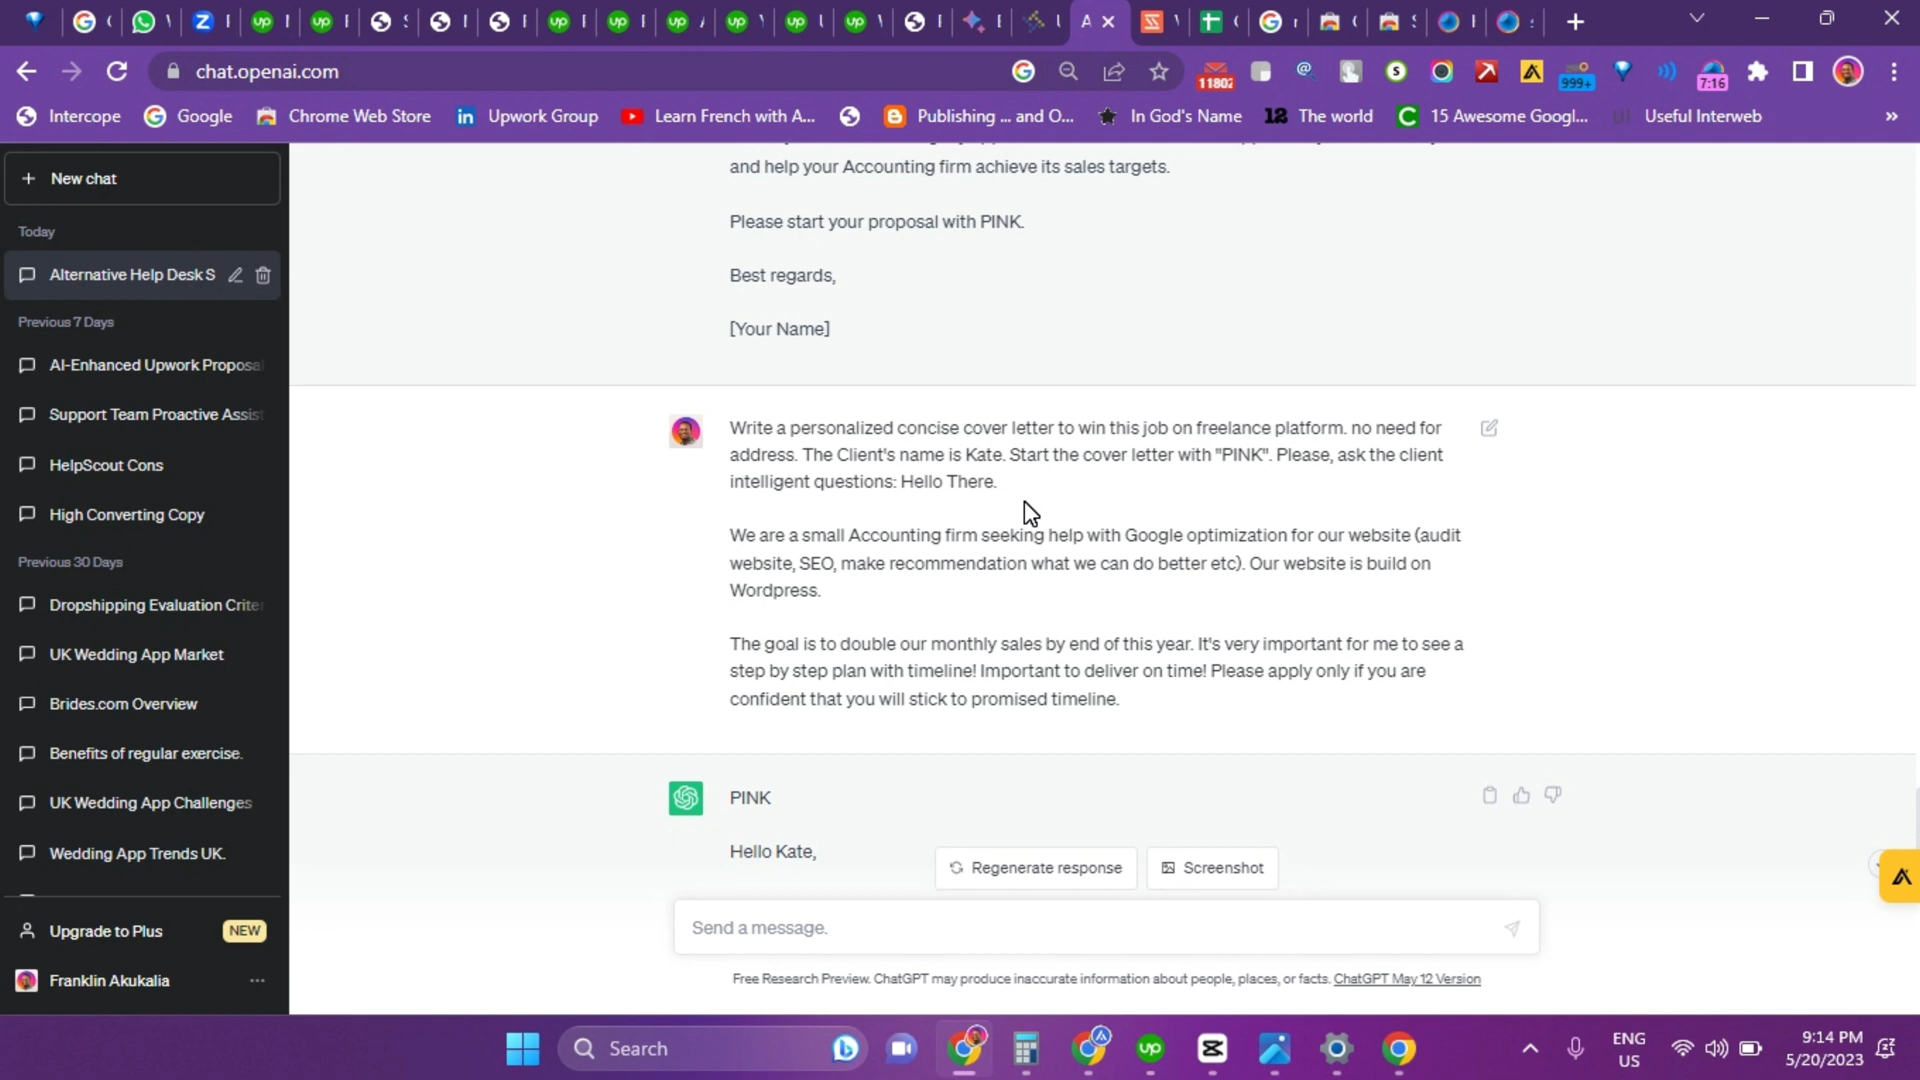 chat.openai.com
11802
999+
7:16
Intercope
Google
Chrome Web Store
in Upwork Group
Learn French with A...
Publishing ... and O...
In God's Name
12 The world
15 Awesome Googl...
Useful Interweb
»
+ New chat
Today
Alternative Help Desk S
Previous 7 Days
AI-Enhanced Upwork Proposal
Support Team Proactive Assist
HelpScout Cons
High Converting Copy
Previous 30 Days
Dropshipping Evaluation Criter
UK Wedding App Market
Brides.com Overview
Benefits of regular exercise.
UK Wedding App Challenges
Wedding App Trends UK.
Upgrade to Plus
NEW
Franklin Akukalia
and help your Accounting firm achieve its sales targets.
Please start your proposal with PINK.
Best regards,
[Your Name]
Write a personalized concise cover letter to win this job on freelance platform. no need for
address. The Client's name is Kate. Start the cover letter with "PINK". Please, ask the client
intelligent questions: Hello There.
We are a small Accounting firm seeking help with Google optimization for our website (audit
website, SEO, make recommendation what we can do better etc). Our website is build on
Wordpress.
The goal is to double our monthly sales by end of this year. It's very important for me to see a
step by step plan with timeline! Important to deliver on time! Please apply only if you are
confident that you will stick to promised timeline.
PINK
Hello Kate,
Regenerate response
Screenshot
Send a message.
Free Research Preview. ChatGPT may produce inaccurate information about people, places, or facts. ChatGPT May 12 Version
Search
ENG
US
9:14 PM
5/20/2023